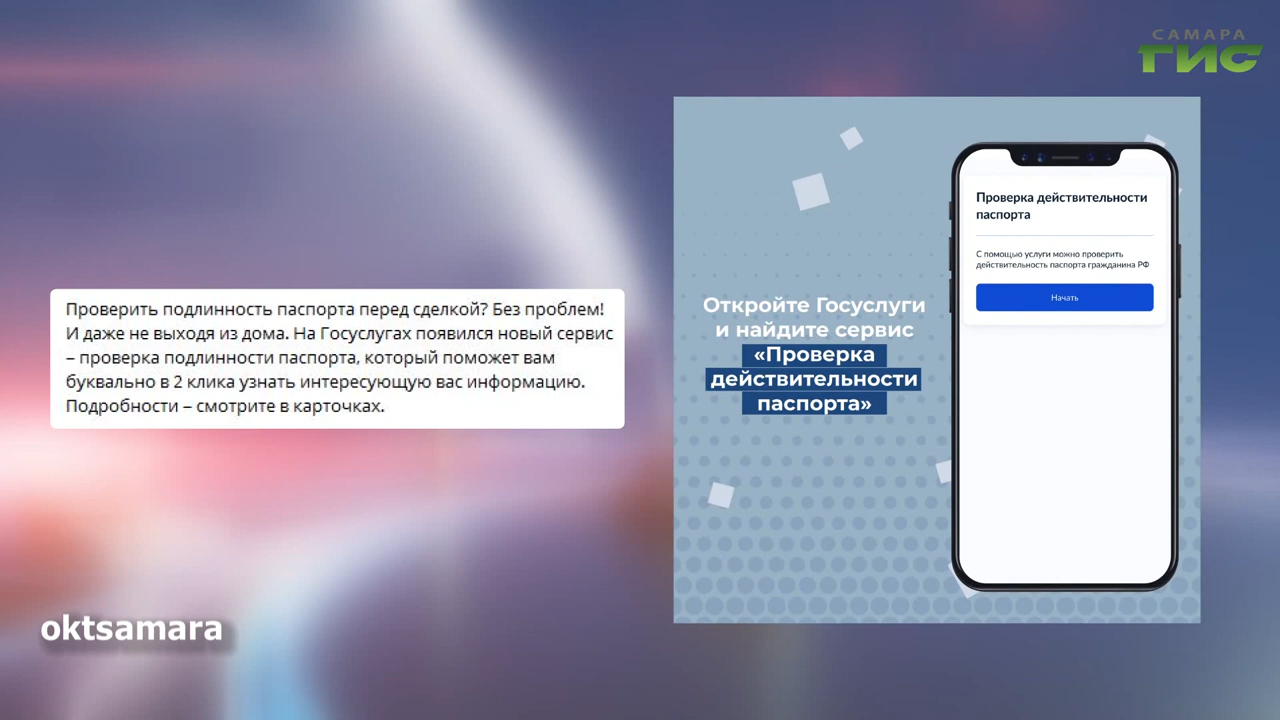 САМАРА
ГИС
Проверить подлинность паспорта перед сделкой? Без проблем!
И даже не выходя из дома. На Госуслугах появился новый сервис
– проверка подлинности паспорта, который поможет вам
буквально в 2 клика узнать интересующую вас информацию.
Подробности – смотрите в карточках.
Откройте Госуслуги
и найдите сервис
«Проверка
действительности
паспорта»
Проверка действительности
паспорта
С помощью услуги можно проверить
действительность паспорта гражданина РФ
Начать
oktsamara